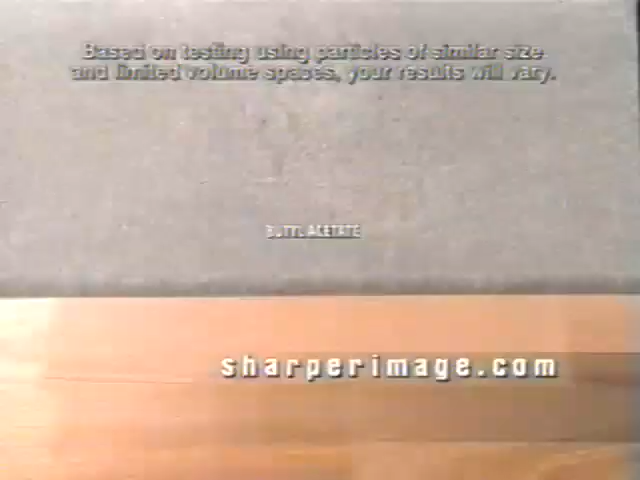 Based on testing using particles of similar size
and limited volume spases, your results will vary.
BUTYL ACETATE
sharperimage.com